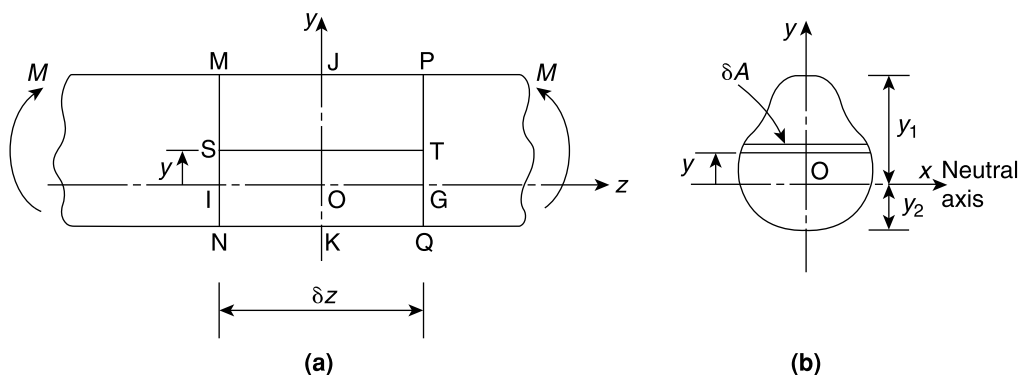 y
M J P
M M
S T
y
z
I O G
N K Q
δz
(a)
y
δA
y₁
y
O
x Neutral
axis
y₂
(b)